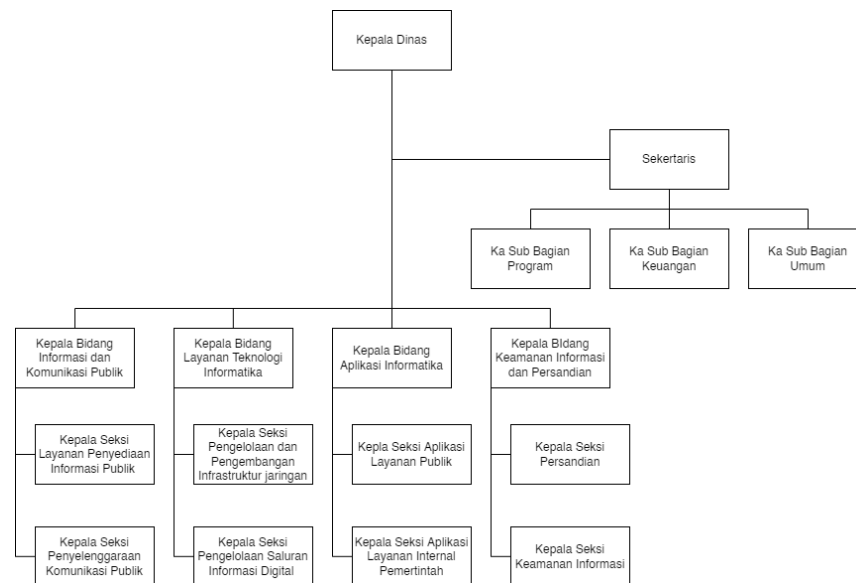 Kepala Dinas
Sekertaris
Ka Sub Bagian
Program
Ka Sub Bagian
Keuangan
Ka Sub Bagian
Umum
Kepala Bidang
Informasi dan
Komunikasi Publik
Kepala Bidang
Layanan Teknologi
Informatika
Kepala Bidang
Aplikasi Informatika
Kepala BIdang
Keamanan Informasi
dan Persandian
Kepala Seksi
Layanan Penyediaan
Informasi Publik
Kepala Seksi
Pengelolaan dan
Pengembangan
Infrastruktur jaringan
Kepla Seksi Aplikasi
Layanan Publik
Kepala Seksi
Persandian
Kepala Seksi
Penyelenggaraan
Komunikasi Publik
Kepala Seksi
Pengelolaan Saluran
Informasi Digital
Kepala Seksi Aplikasi
Layanan Internal
Pemertintah
Kepala Seksi
Keamanan Informasi